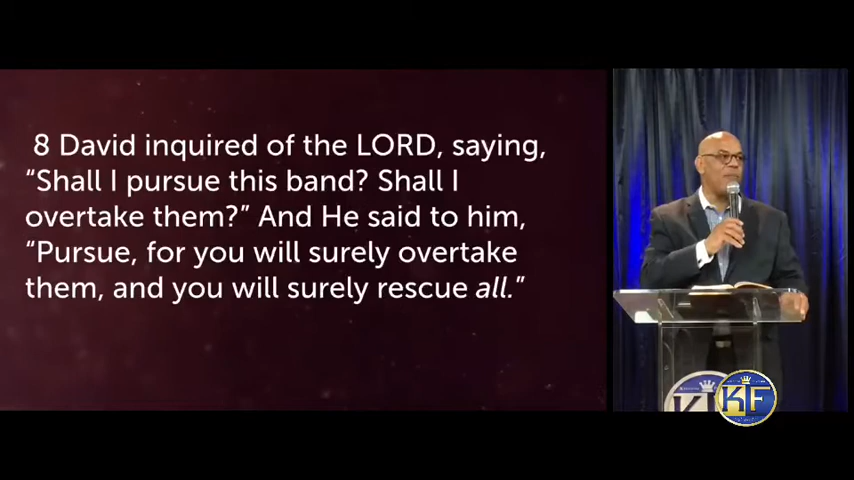 8 David inquired of the LORD, saying,
“Shall I pursue this band? Shall I
overtake them?” And He said to him,
“Pursue, for you will surely overtake
them, and you will surely rescue all.”
KF